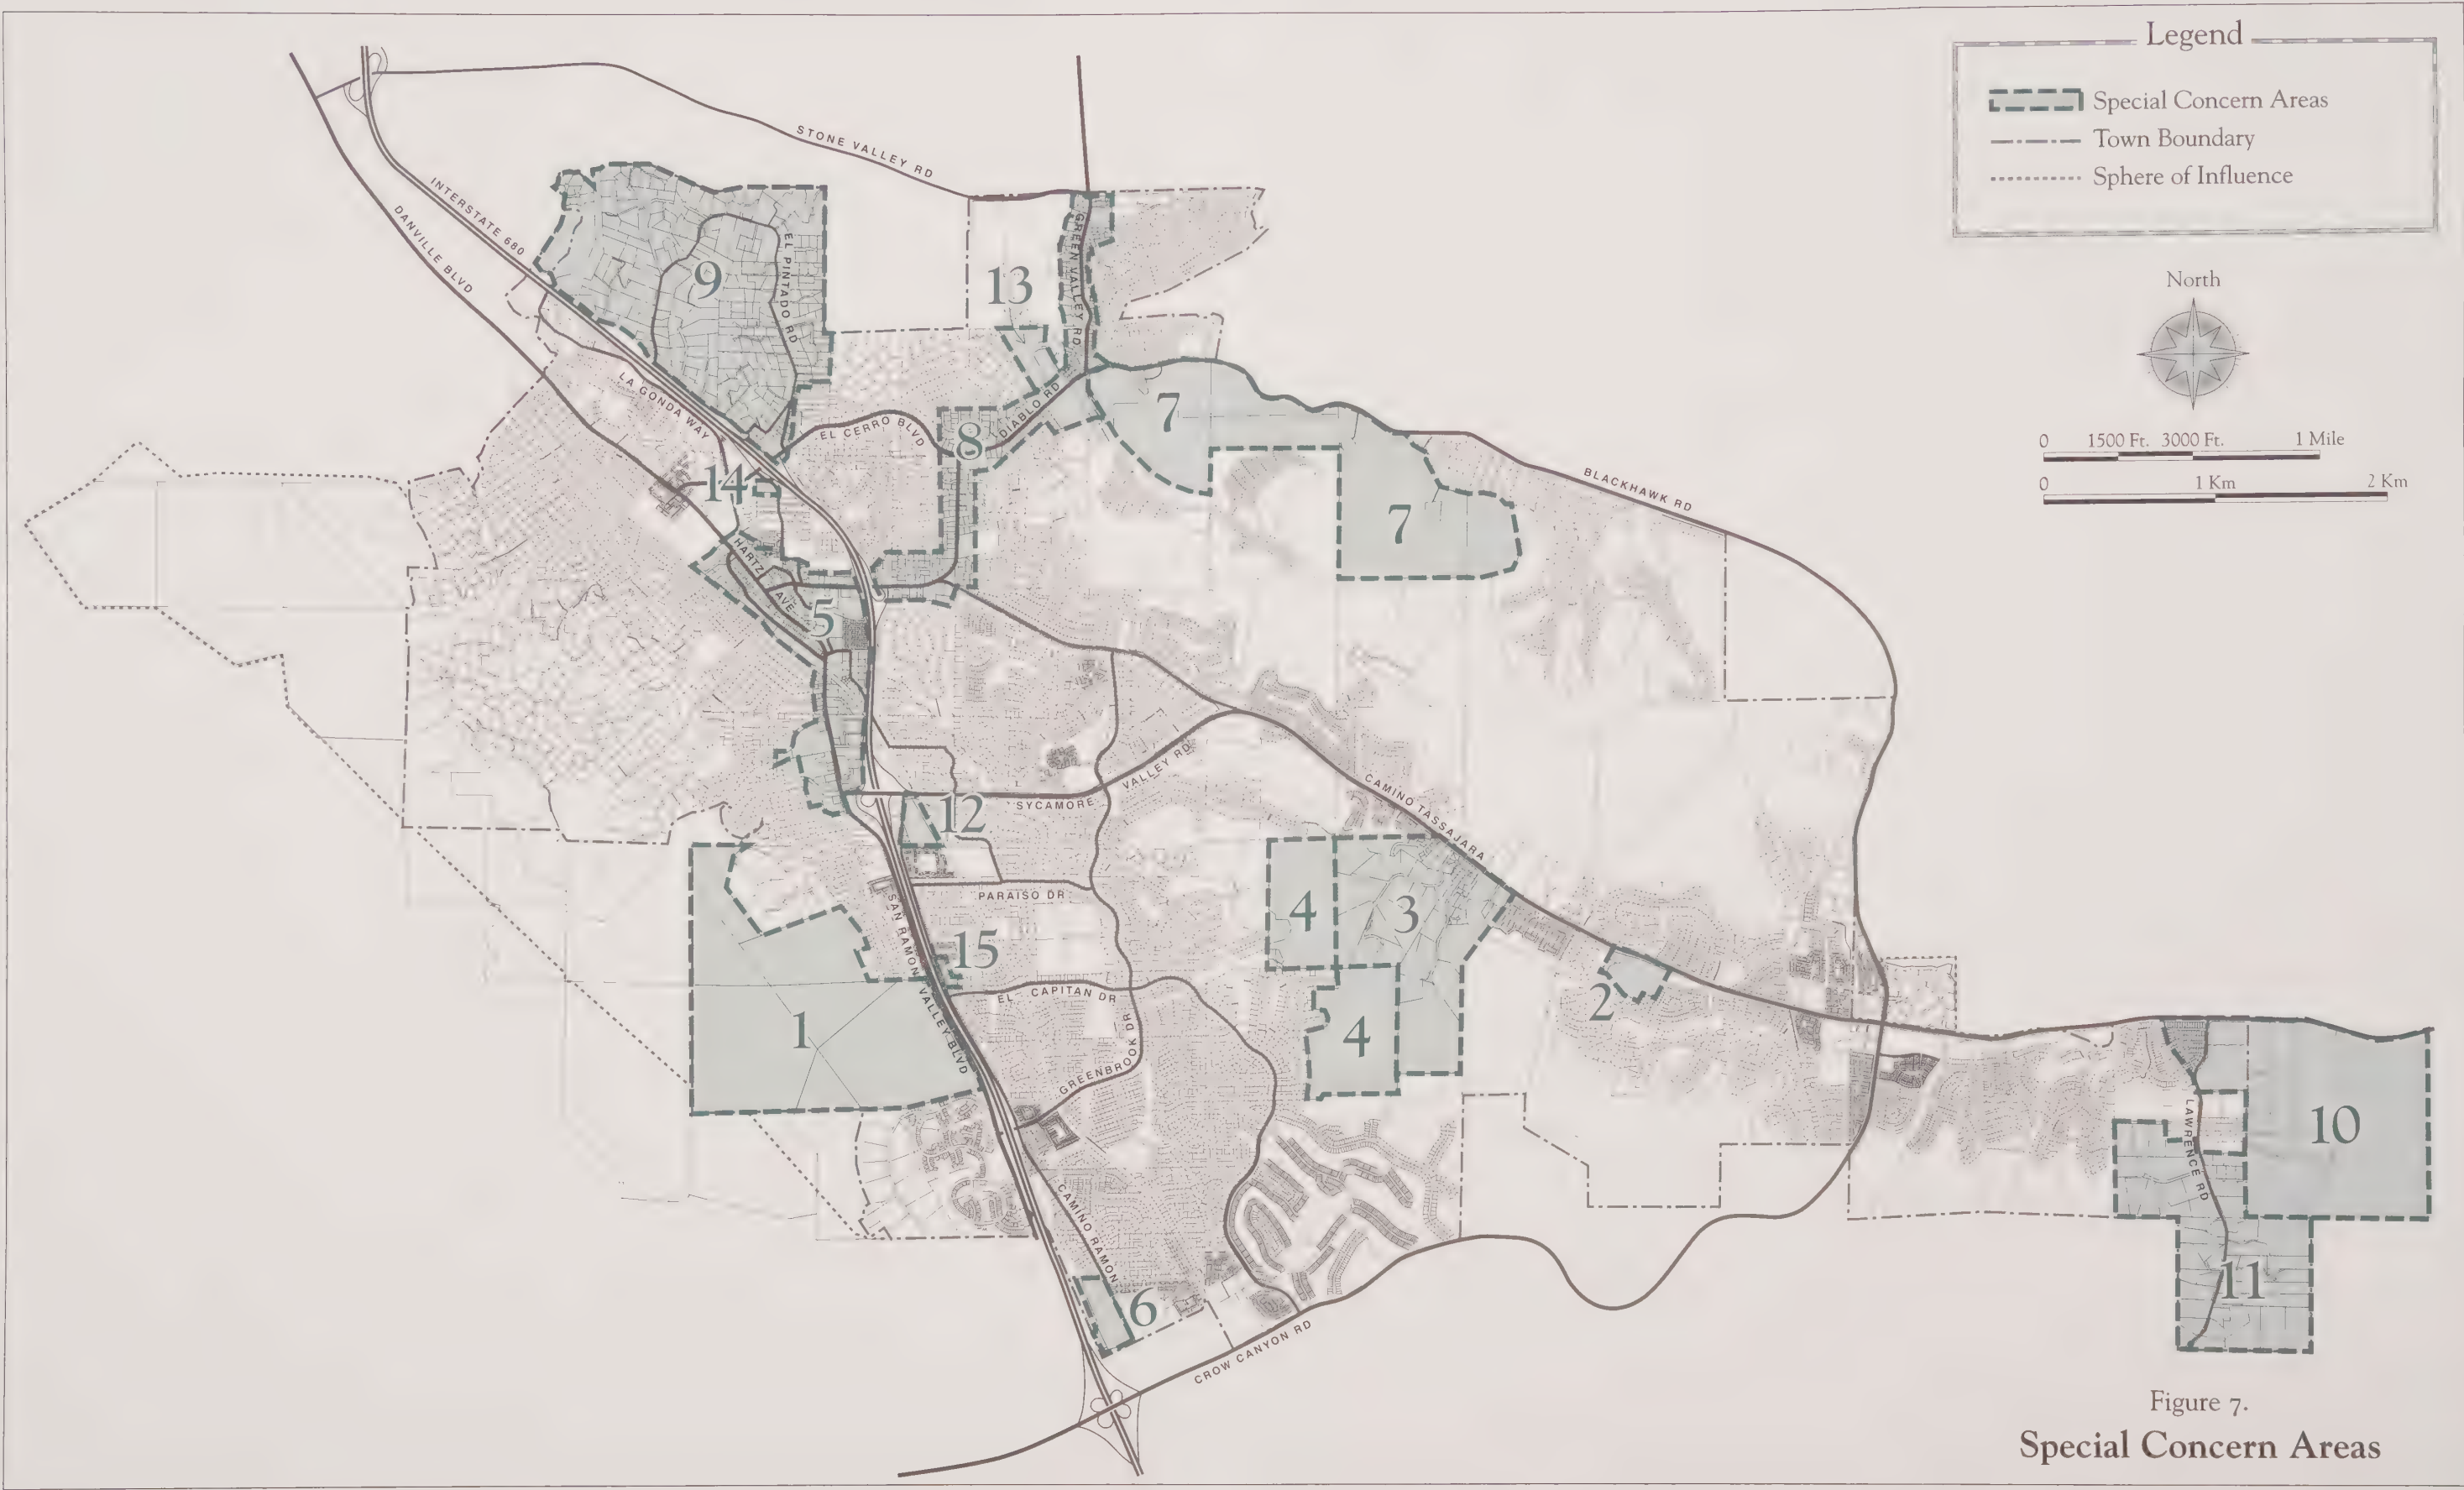 Legend
Special Concern Areas
Town Boundary
Sphere of Influence
North
0 1500 Ft. 3000 Ft. 1 Mile
0 1 Km 2 Km
STONE VALLEY RD
INTERSTATE 680
DANVILLE BLVD
EL PINTADO RD
9
13
GREEN VALLEY RD
LA GONDA WAY
EL CERRO BLVD
8
DIABLO RD
7
7
BLACKHAWK RD
14
HARTZ AVE
5
SYCAMORE VALLEY RD
CAMINO TASSAJARA
12
PARAISO DR
SAN RAMON VALLEY BLVD
15
EL CAPITAN DR
GREENBROOK DR
4
3
4
2
1
CAMINO RAMON
6
CROW CANYON RD
LAWRENCE RD
10
11
Figure 7.
Special Concern Areas